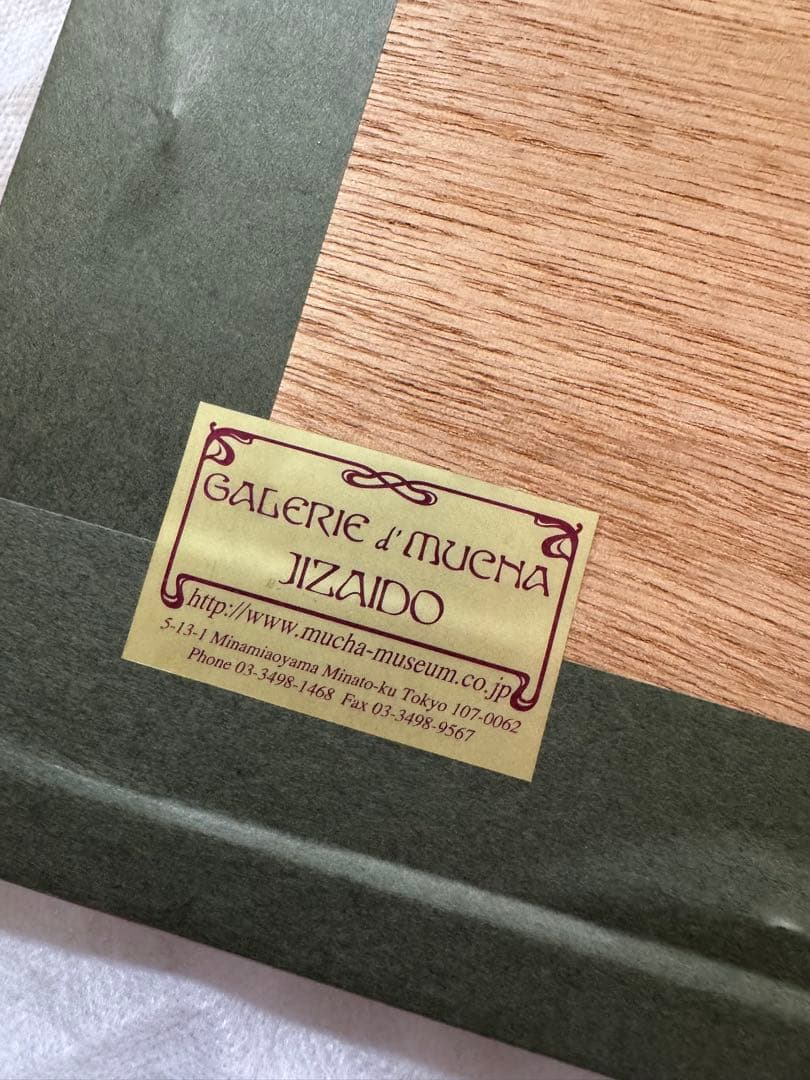 GALERIE d' MUCHA
JIZAIDO
http://www.mucha-museum.co.jp
5-13-1 Minamiaoyama Minato-ku Tokyo 107-0062
Phone 03-3498-1468 Fax 03-3498-9567